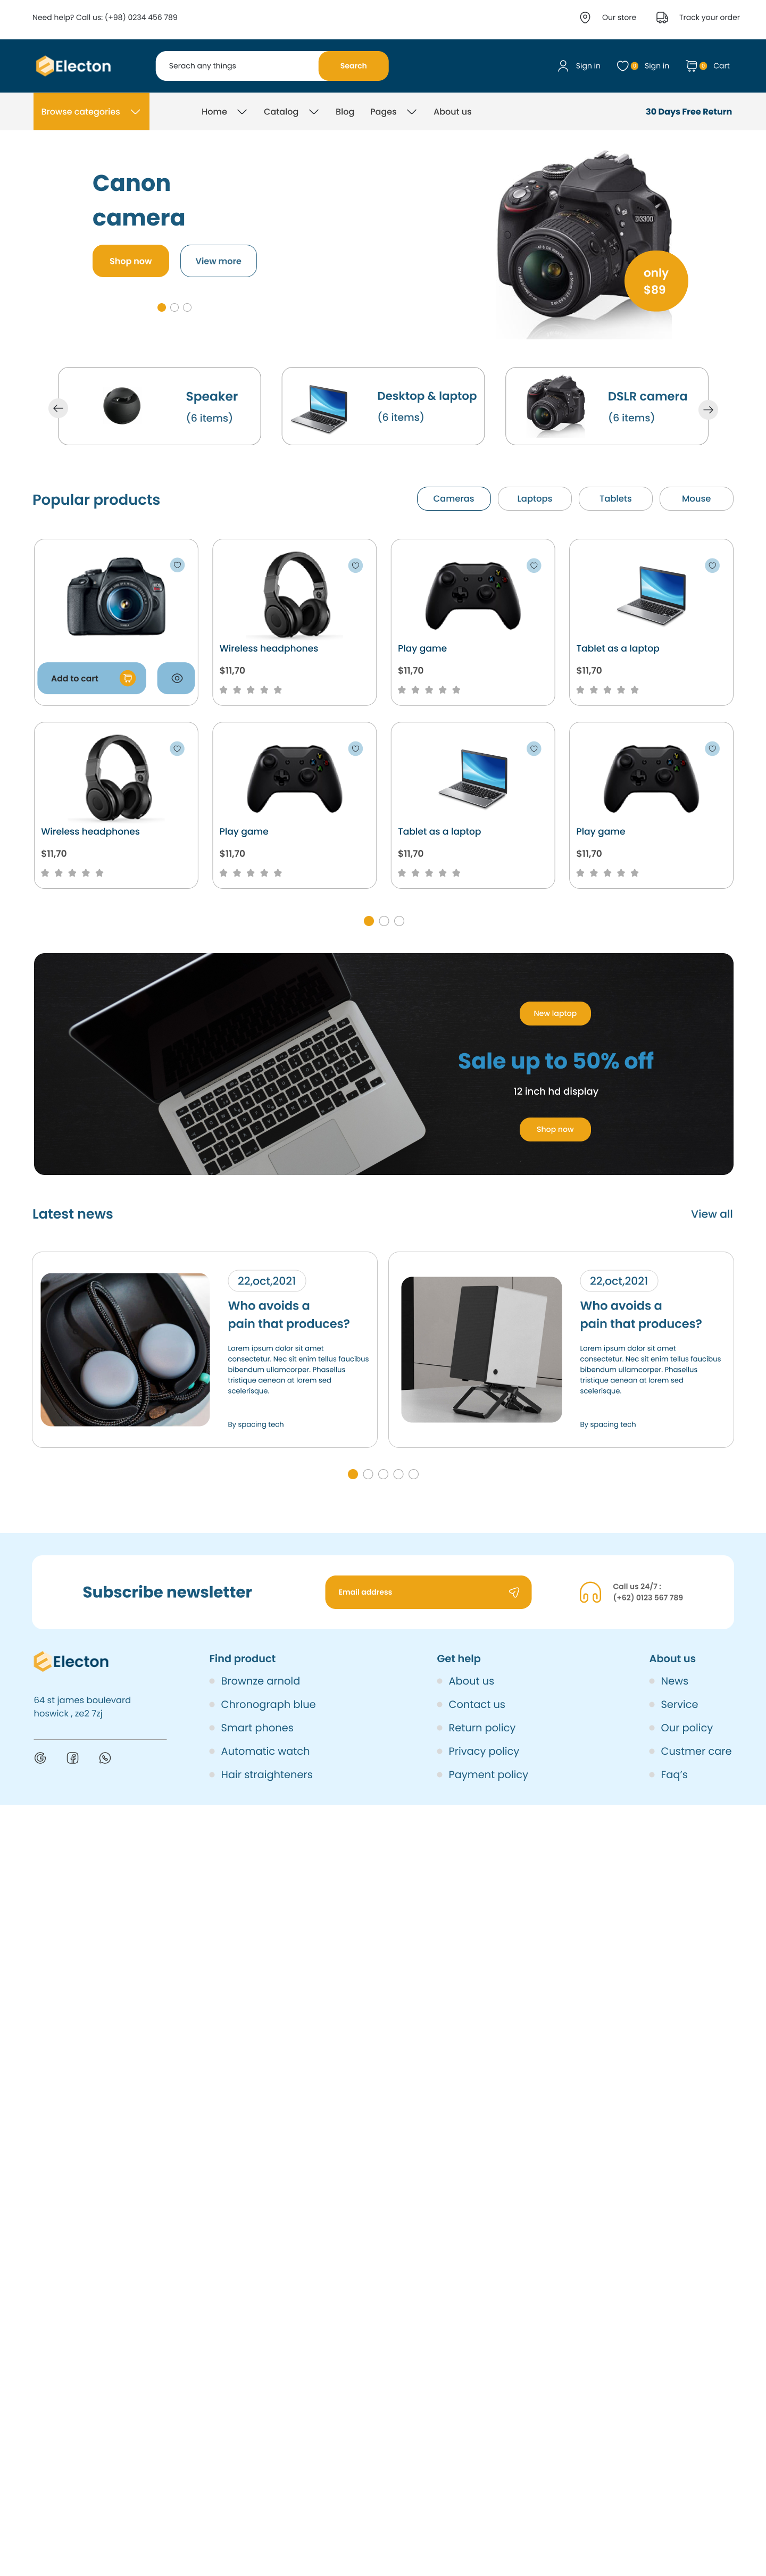 Need help? Call us: (+98) 0234 456 789
Our store
Track your order
Electon
Serach any things
Search
Sign in
0
Sign in
0
Cart
Browse categories
Home
Catalog
Blog
Pages
About us
30 Days Free Return
Canon
camera
Shop now
View more
D3300
only
$89
Speaker
(6 items)
Desktop & laptop
(6 items)
DSLR camera
(6 items)
Popular products
Cameras
Laptops
Tablets
Mouse
Add to cart
Wireless headphones
$11,70
Play game
$11,70
Tablet as a laptop
$11,70
Wireless headphones
$11,70
Play game
$11,70
Tablet as a laptop
$11,70
Play game
$11,70
New laptop
Sale up to 50% off
12 inch hd display
Shop now
Latest news
View all
22,oct,2021
Who avoids a
pain that produces?
Lorem ipsum dolor sit amet
consectetur. Nec sit enim tellus faucibus
bibendum ullamcorper. Phasellus
tristique aenean at lorem sed
scelerisque.
By spacing tech
22,oct,2021
Who avoids a
pain that produces?
Lorem ipsum dolor sit amet
consectetur. Nec sit enim tellus faucibus
bibendum ullamcorper. Phasellus
tristique aenean at lorem sed
scelerisque.
By spacing tech
Subscribe newsletter
Email address
Call us 24/7 :
(+62) 0123 567 789
Electon
64 st james boulevard
hoswick , ze2 7zj
Find product
Brownze arnold
Chronograph blue
Smart phones
Automatic watch
Hair straighteners
Get help
About us
Contact us
Return policy
Privacy policy
Payment policy
About us
News
Service
Our policy
Custmer care
Faq's